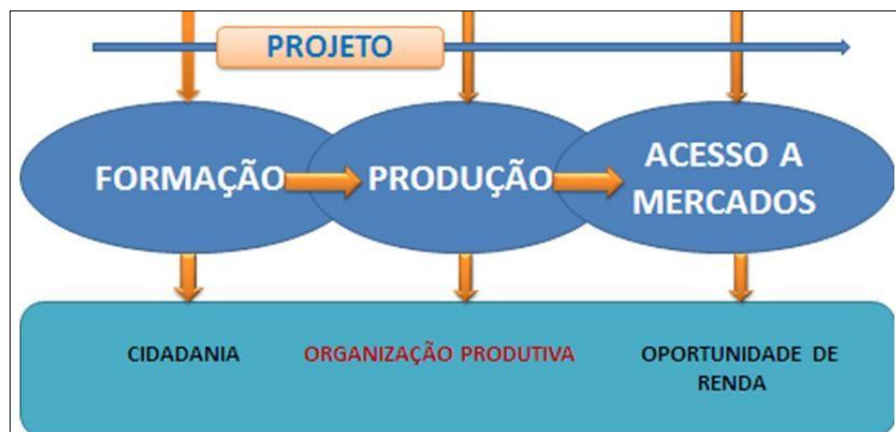 PROJETO
FORMAÇÃO
PRODUÇÃO
ACESSO A
MERCADOS
CIDADANIA
ORGANIZAÇÃO PRODUTIVA
OPORTUNIDADE DE
RENDA